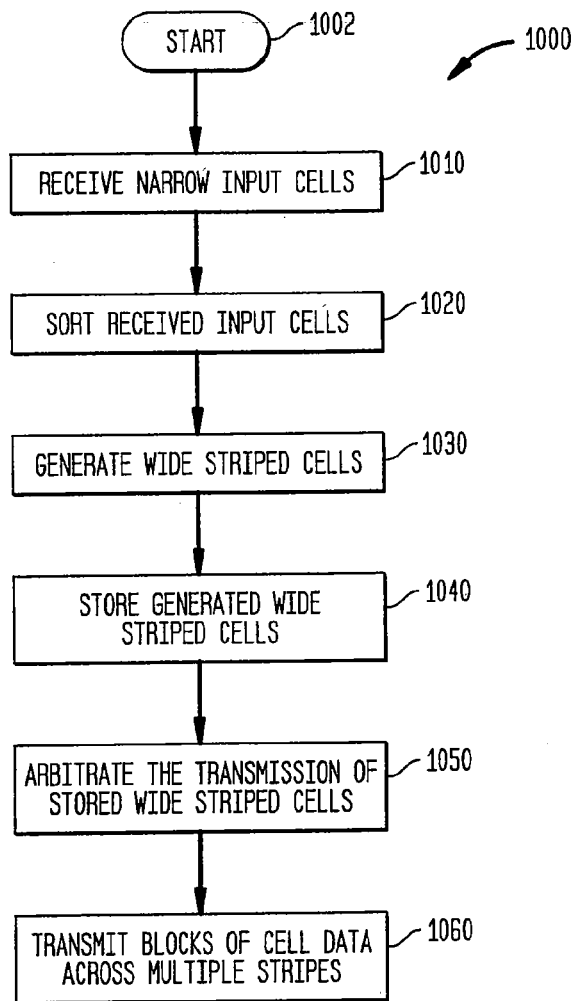 START
1002
1000
RECEIVE NARROW INPUT CELLS
1010
SORT RECEIVED INPUT CELLS
1020
GENERATE WIDE STRIPED CELLS
1030
STORE GENERATED WIDE
STRIPED CELLS
1040
ARBITRATE THE TRANSMISSION OF
STORED WIDE STRIPED CELLS
1050
TRANSMIT BLOCKS OF CELL DATA
ACROSS MULTIPLE STRIPES
1060